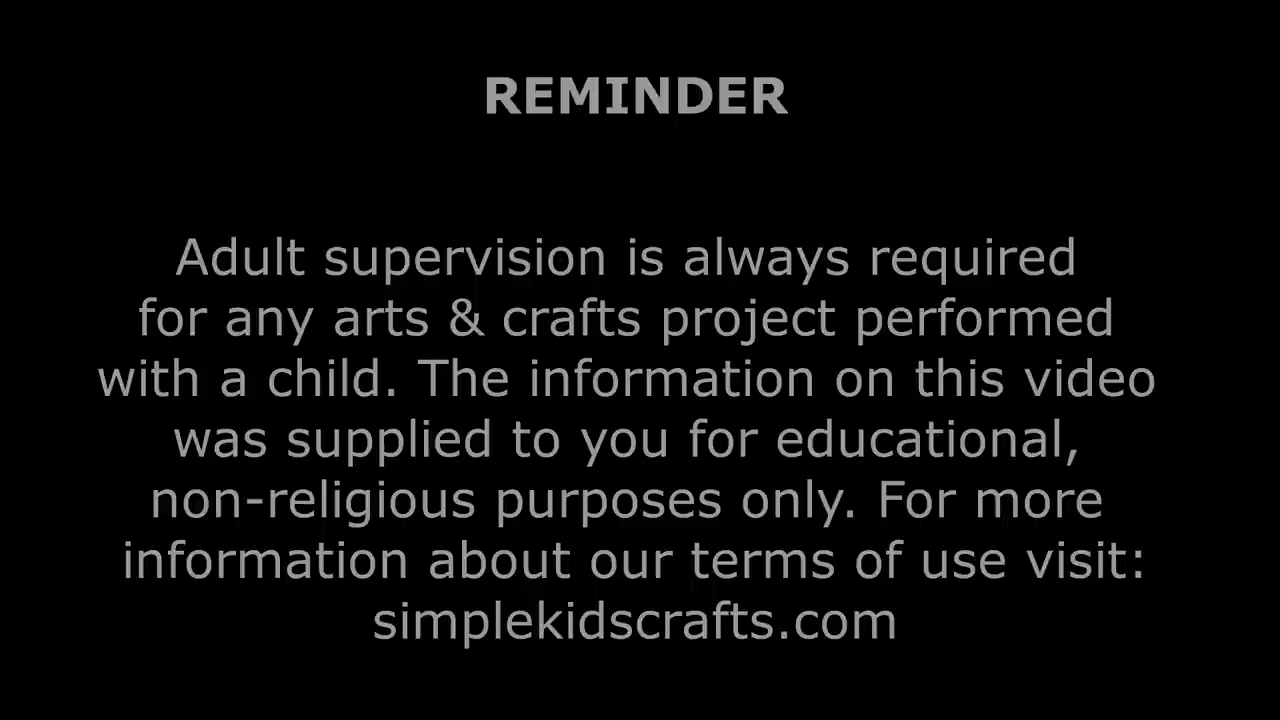 REMINDER
Adult supervision is always required
for any arts & crafts project performed
with a child. The information on this video
was supplied to you for educational,
non-religious purposes only. For more
information about our terms of use visit:
simplekidscrafts.com